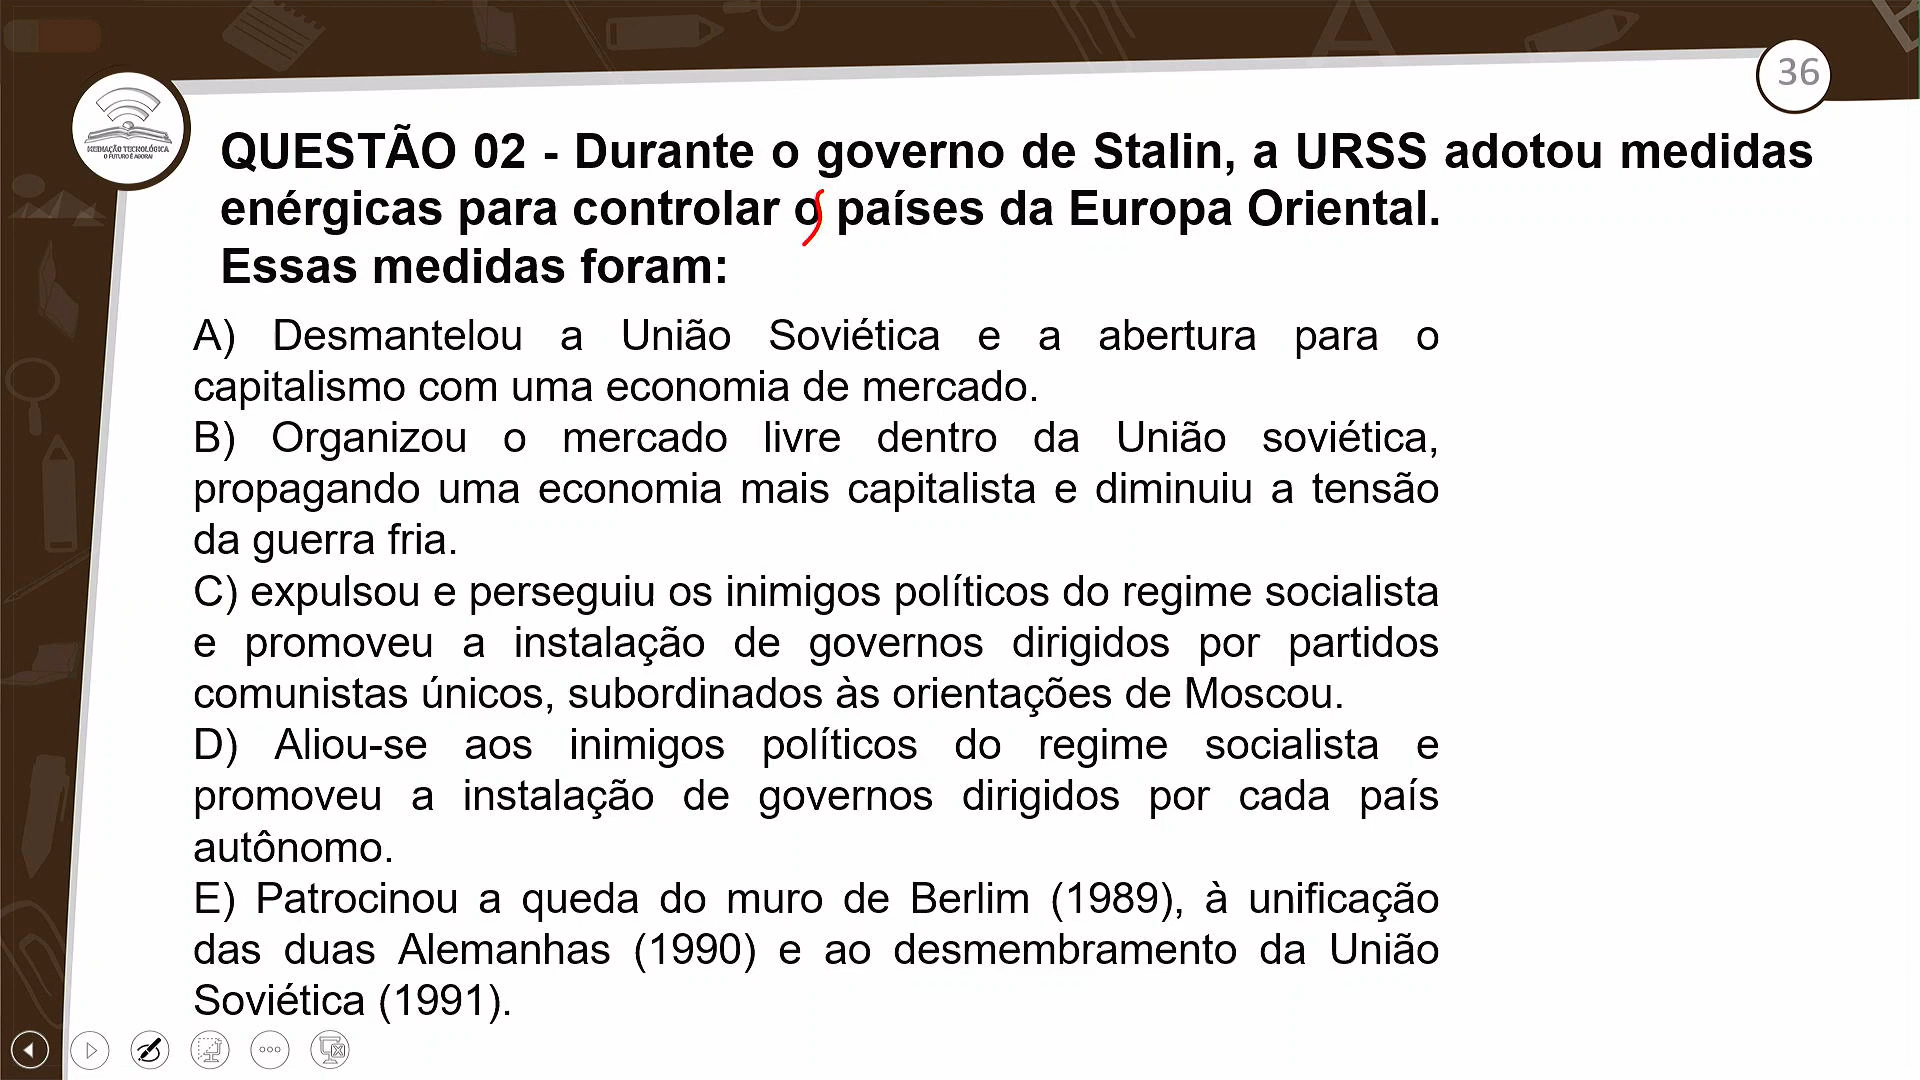 36
MEDIAÇÃO TECNOLÓGICA
O FUTURO É AGORA!
QUESTÃO 02 - Durante o governo de Stalin, a URSS adotou medidas
enérgicas para controlar os países da Europa Oriental.
Essas medidas foram:
A) Desmantelou a União Soviética e a abertura para o
capitalismo com uma economia de mercado.
B) Organizou o mercado livre dentro da União soviética,
propagando uma economia mais capitalista e diminuiu a tensão
da guerra fria.
C) expulsou e perseguiu os inimigos políticos do regime socialista
e promoveu a instalação de governos dirigidos por partidos
comunistas únicos, subordinados às orientações de Moscou.
D) Aliou-se aos inimigos políticos do regime socialista e
promoveu a instalação de governos dirigidos por cada país
autônomo.
E) Patrocinou a queda do muro de Berlim (1989), à unificação
das duas Alemanhas (1990) e ao desmembramento da União
Soviética (1991).